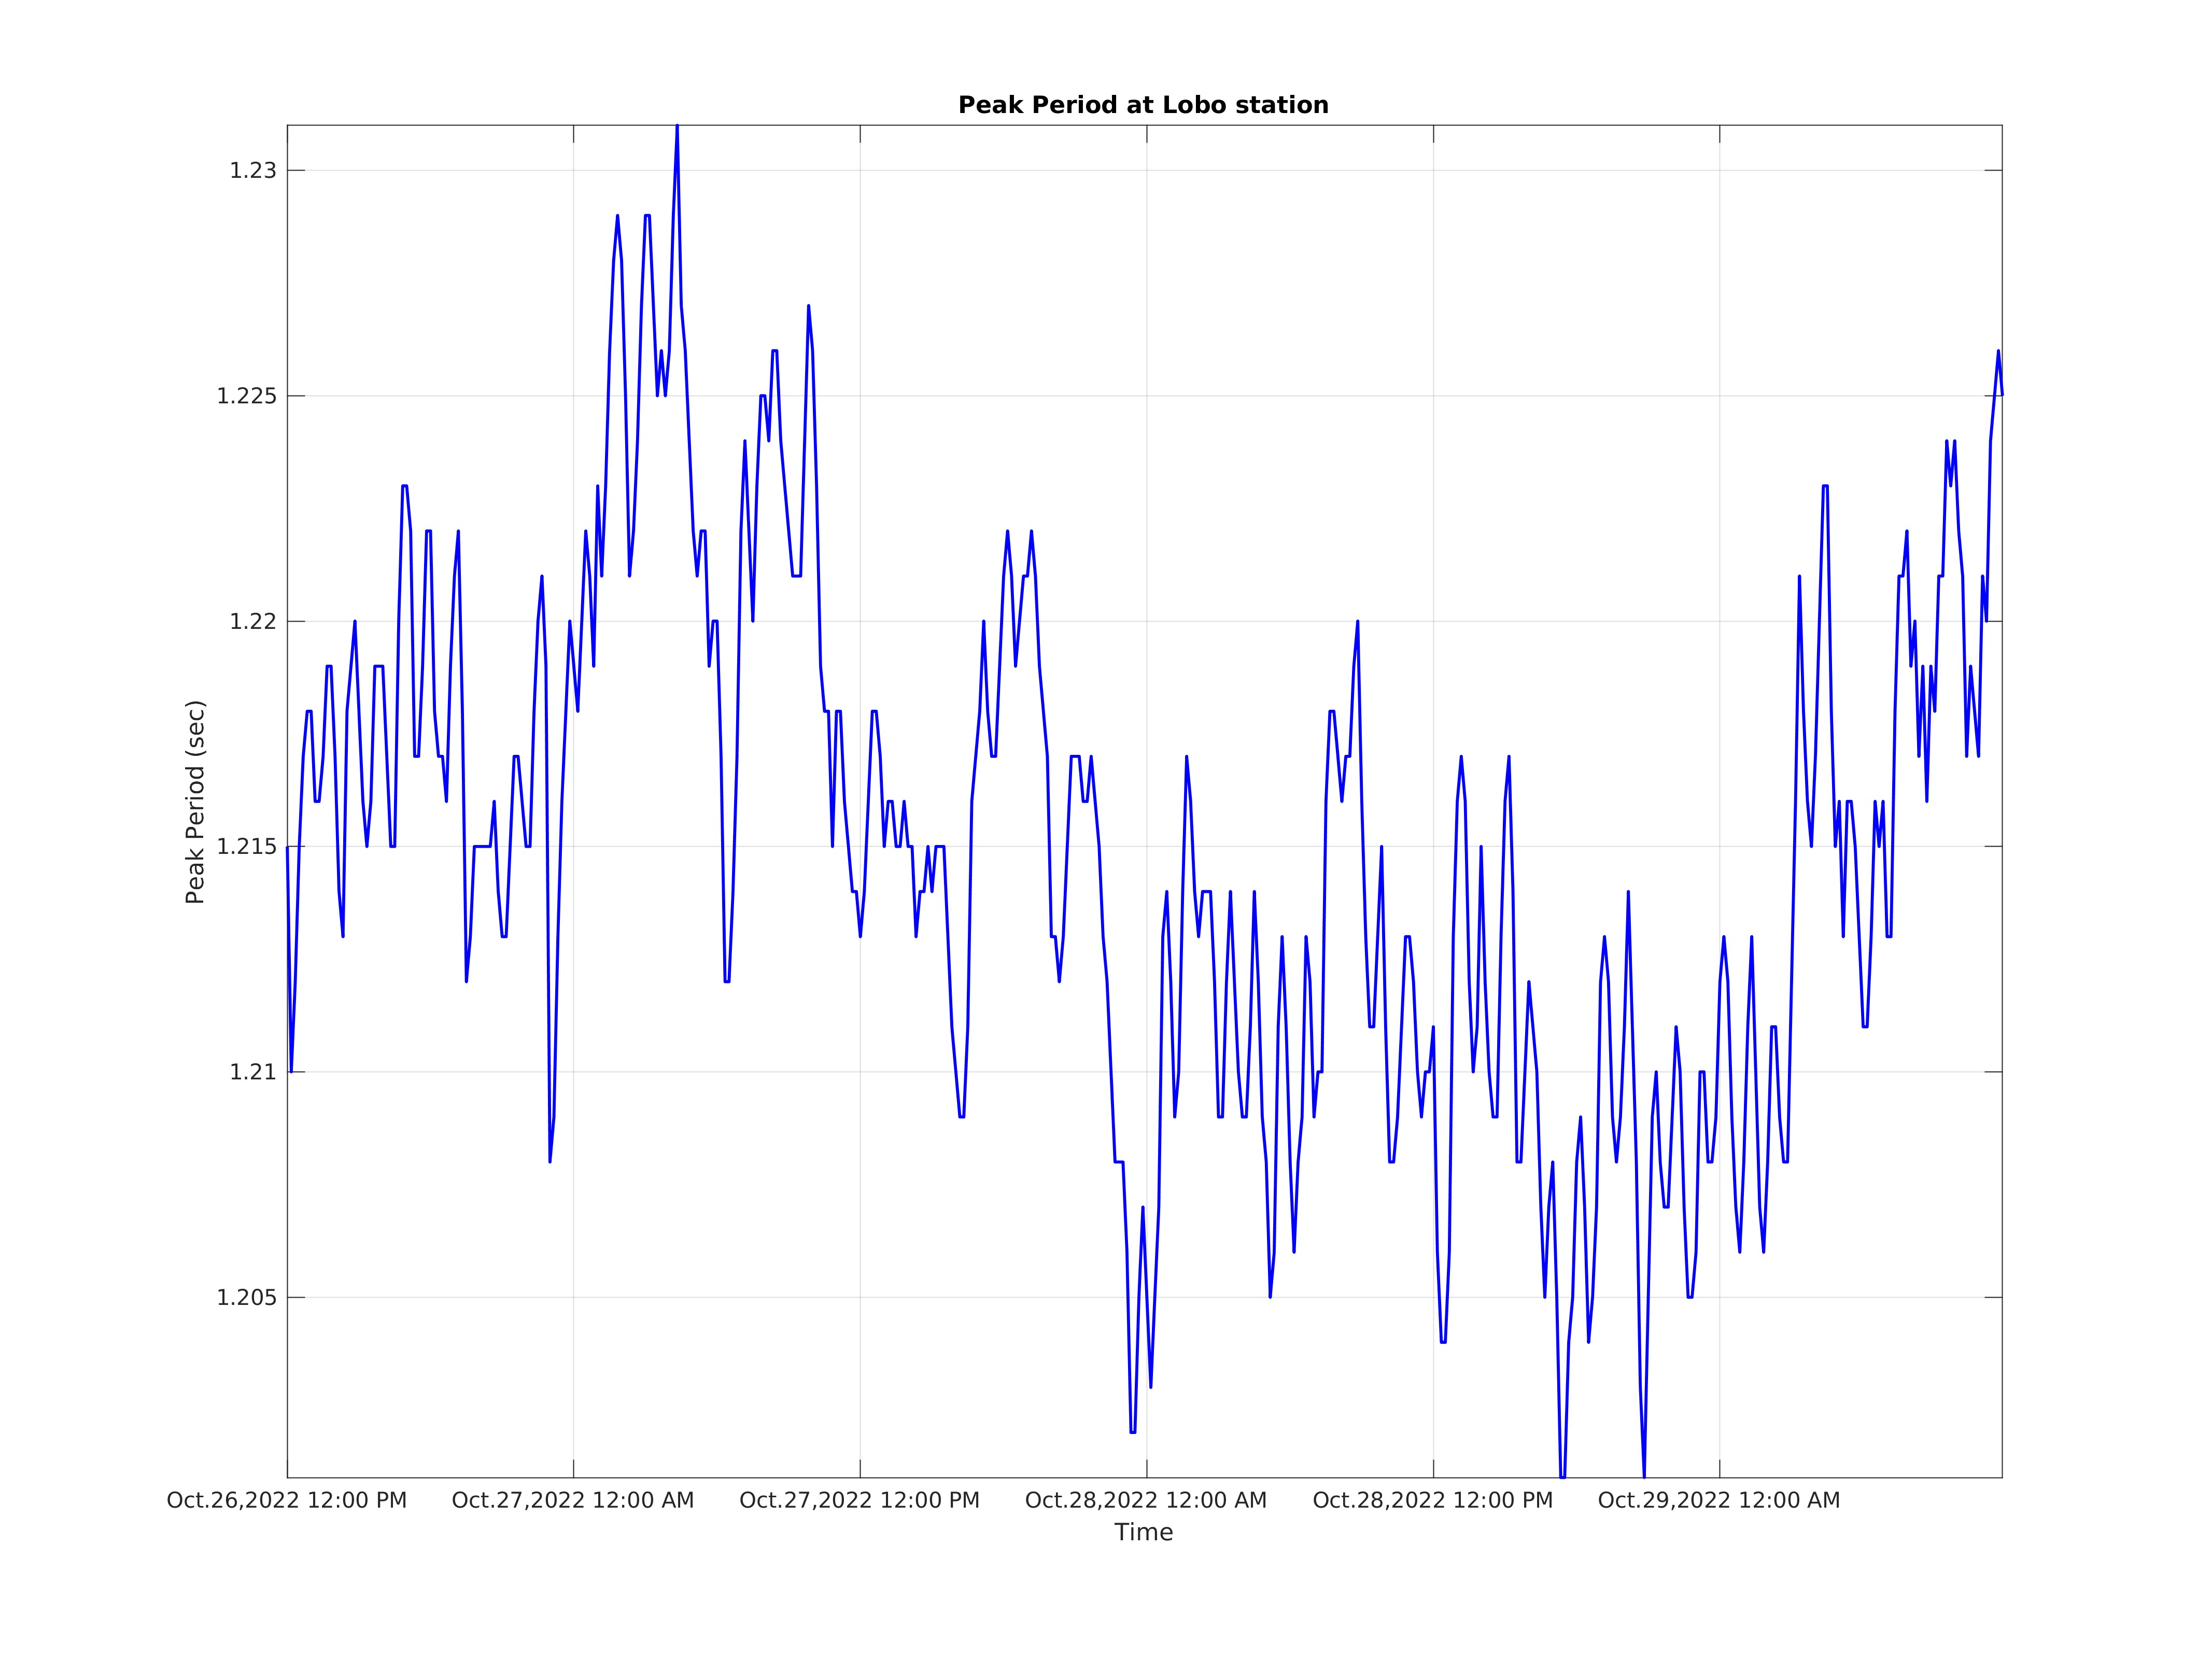 Peak Period at Lobo station
1.23
1.225
1.22
1.215
1.21
1.205
Peak Period (sec)
Oct.26,2022 12:00 PM
Oct.27,2022 12:00 AM
Oct.27,2022 12:00 PM
Oct.28,2022 12:00 AM
Oct.28,2022 12:00 PM
Oct.29,2022 12:00 AM
Time